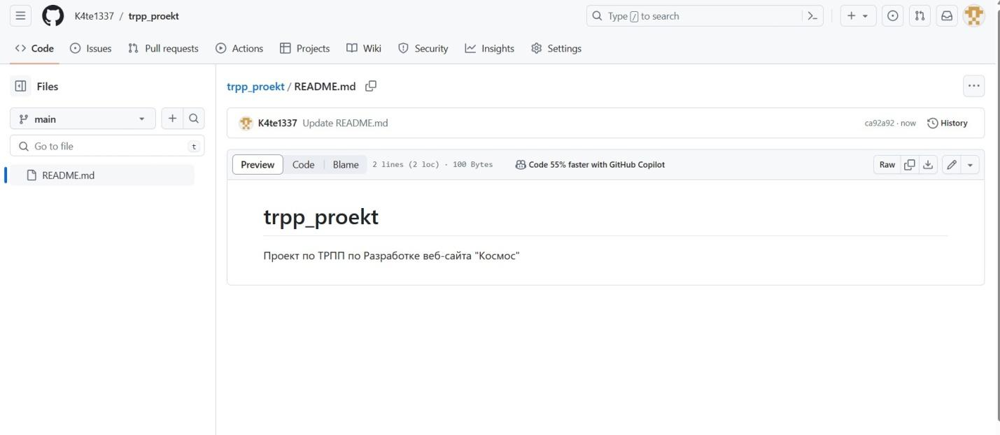 K4te1337 / trpp_proekt
Type / to search
Code
Issues
Pull requests
Actions
Projects
Wiki
Security
Insights
Settings
Files
main
Go to file
t
README.md
trpp_proekt / README.md
K4te1337 Update README.md
ca92a92 · now
History
Preview
Code
Blame
2 lines (2 loc) · 100 Bytes
Code 55% faster with GitHub Copilot
Raw
trpp_proekt
Проект по ТРПП по Разработке веб-сайта "Космос"